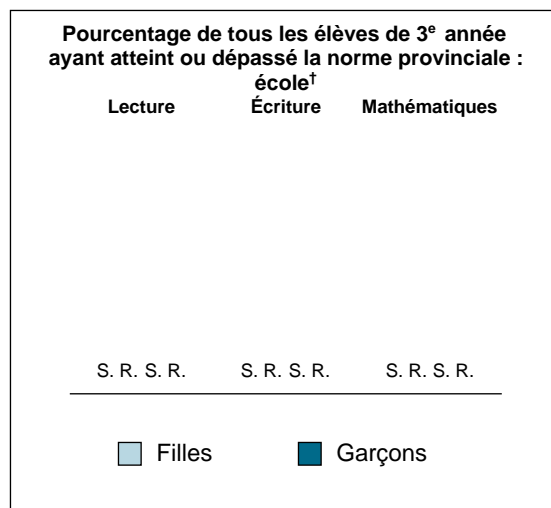 Pourcentage de tous les élèves de 3e année
ayant atteint ou dépassé la norme provinciale :
école†
Lecture Écriture Mathématiques
S. R. S. R. S. R. S. R. S. R. S. R.
Filles Garçons